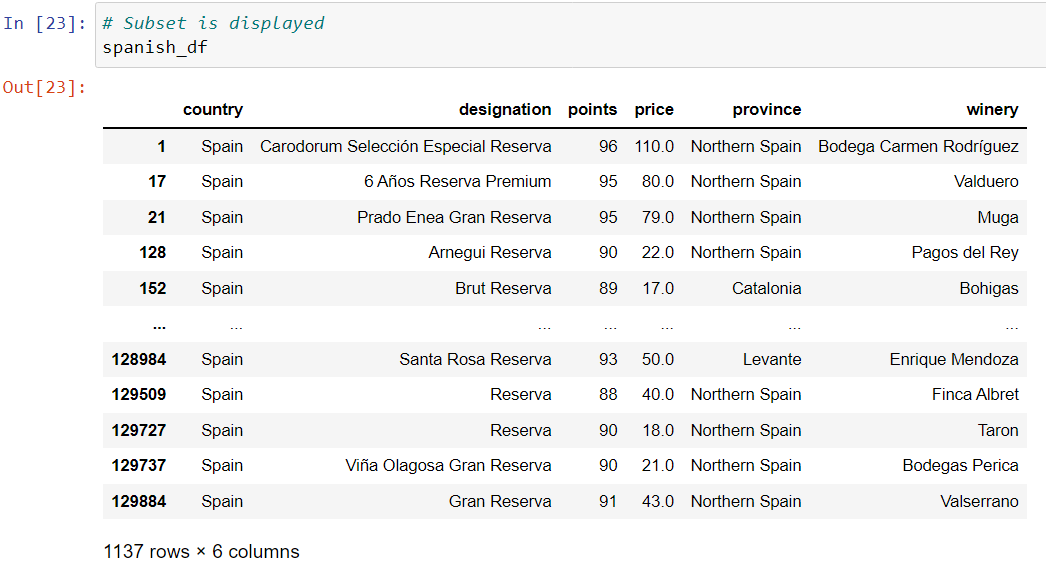 In [23]: # Subset is displayed
spanish_df
Out[23]:
country designation points price province winery
1 Spain Carodorum Selección Especial Reserva 96 110.0 Northern Spain Bodega Carmen Rodríguez
17 Spain 6 Años Reserva Premium 95 80.0 Northern Spain Valduero
21 Spain Prado Enea Gran Reserva 95 79.0 Northern Spain Muga
128 Spain Arnegui Reserva 90 22.0 Northern Spain Pagos del Rey
152 Spain Brut Reserva 89 17.0 Catalonia Bohigas
... ... ... ... ... ... ...
128984 Spain Santa Rosa Reserva 93 50.0 Levante Enrique Mendoza
129509 Spain Reserva 88 40.0 Northern Spain Finca Albret
129727 Spain Reserva 90 18.0 Northern Spain Taron
129737 Spain Viña Olagosa Gran Reserva 90 21.0 Northern Spain Bodegas Perica
129884 Spain Gran Reserva 91 43.0 Northern Spain Valserrano
1137 rows × 6 columns